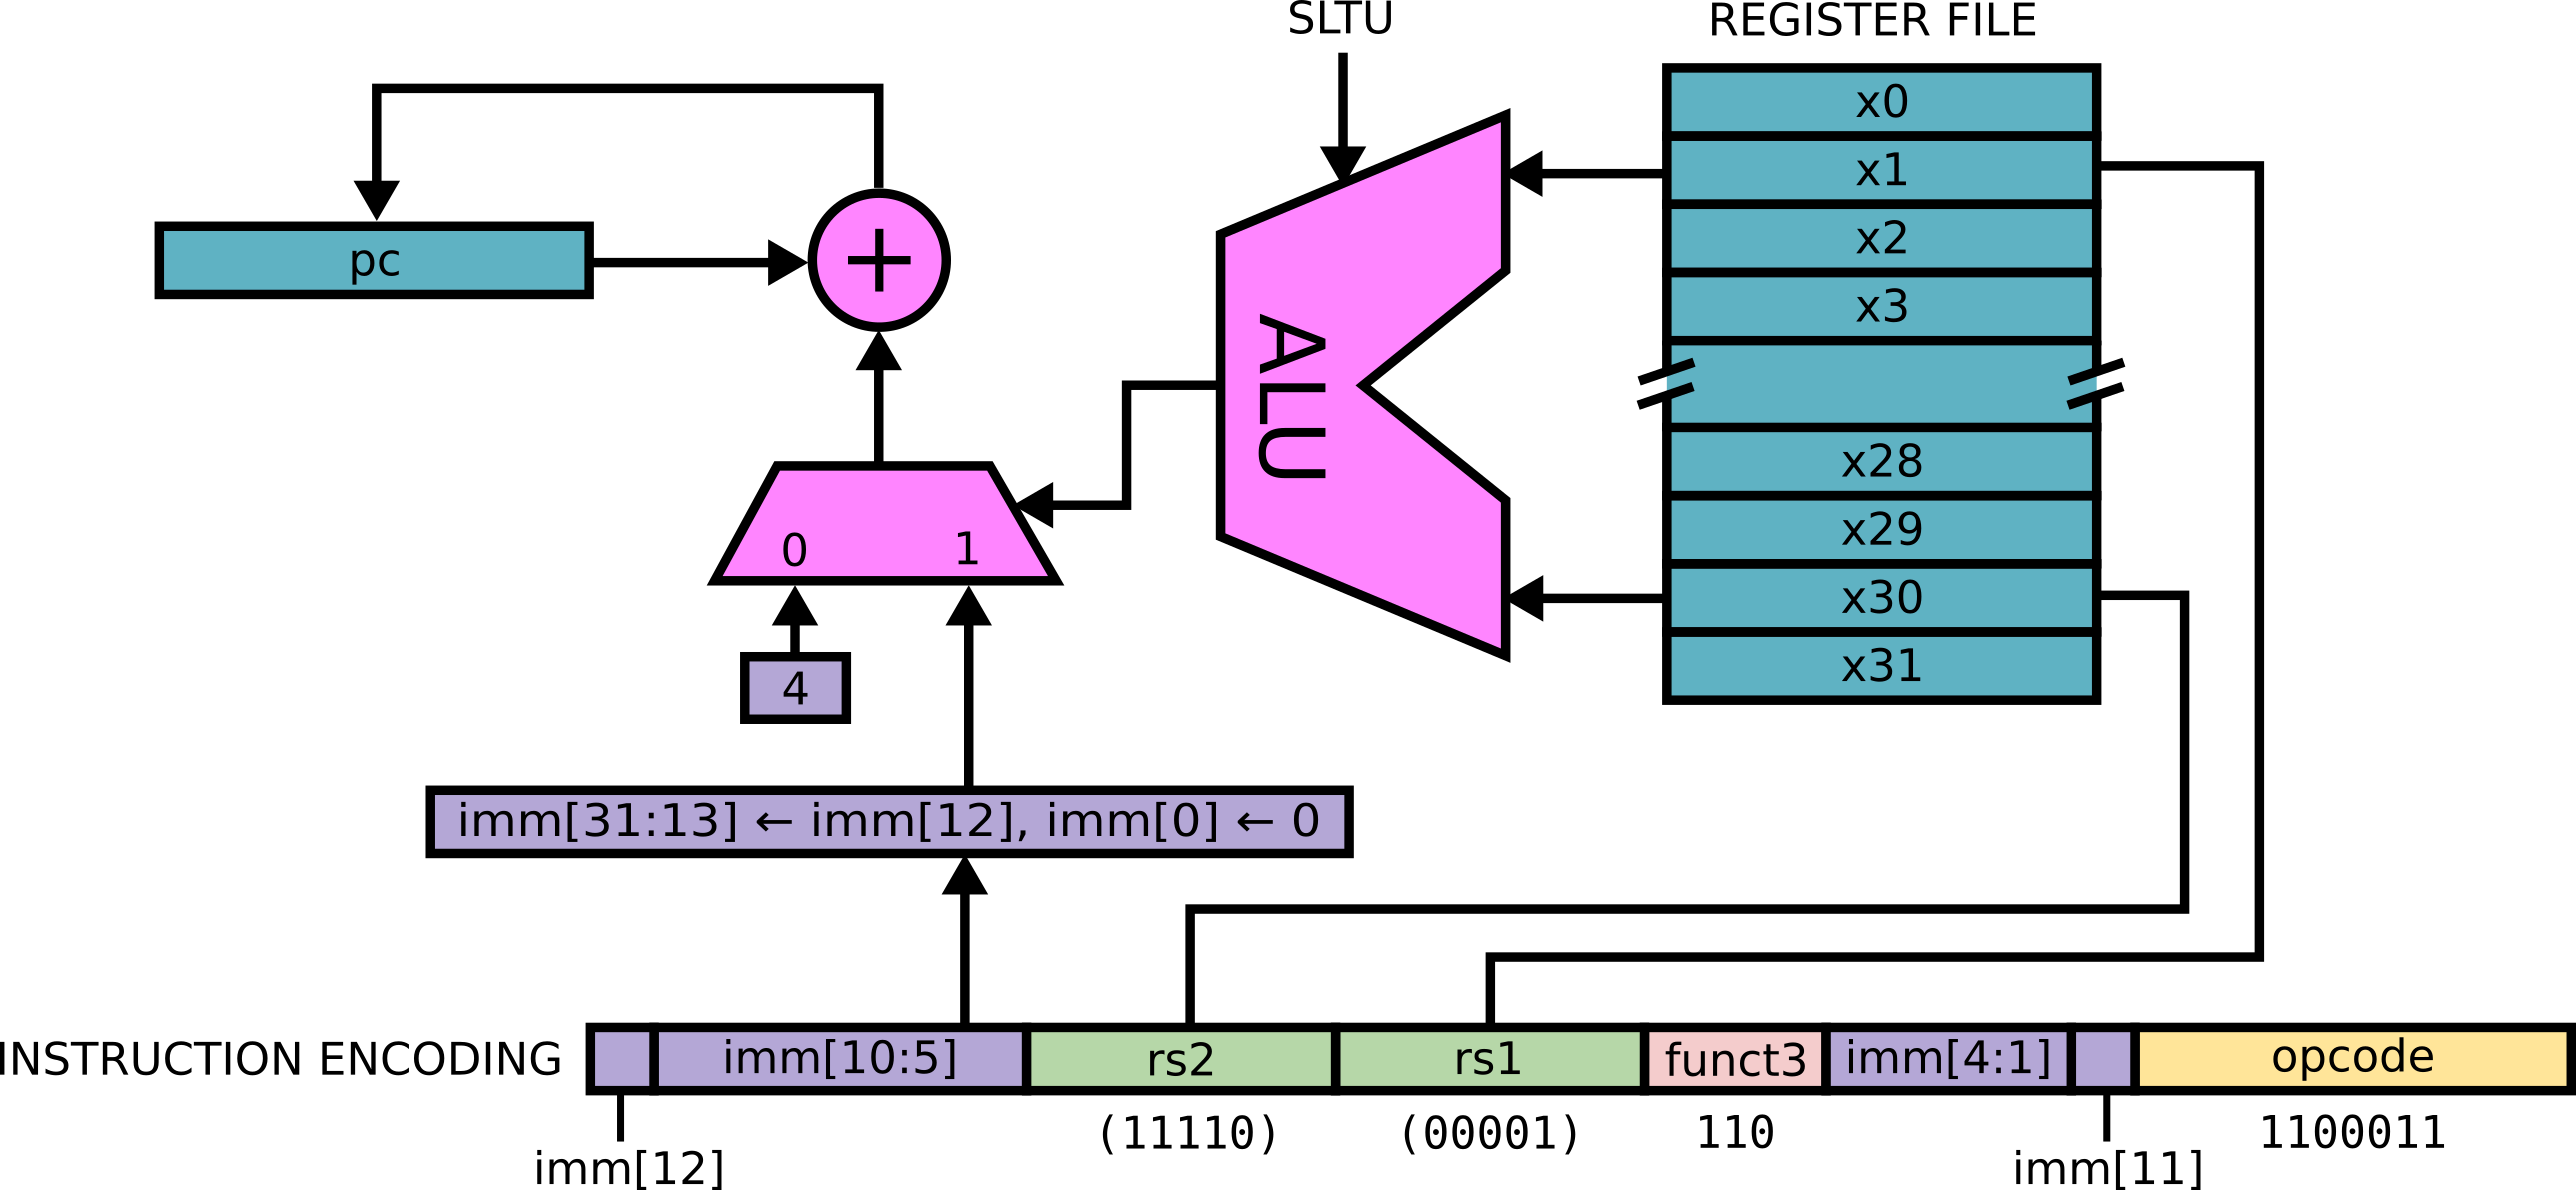 SLTU
REGISTER FILE
x0
x1
x2
x3
x28
x29
x30
x31
pc
+
ALU
0 1
4
imm[31:13] ← imm[12], imm[0] ← 0
INSTRUCTION ENCODING
imm[10:5] rs2 rs1 funct3 imm[4:1] opcode
(11110) (00001) 110 1100011
imm[12] imm[11]